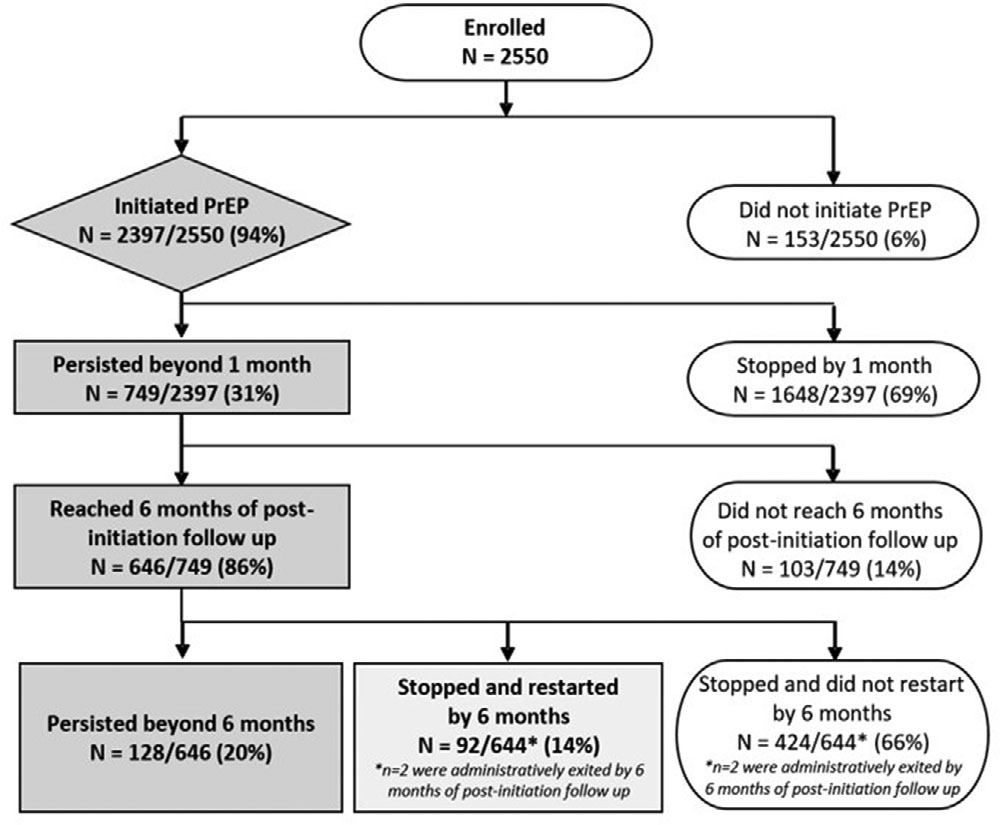 Enrolled
N = 2550
Initiated PrEP
N = 2397/2550 (94%)
Did not initiate PrEP
N = 153/2550 (6%)
Persisted beyond 1 month
N = 749/2397 (31%)
Stopped by 1 month
N = 1648/2397 (69%)
Reached 6 months of post-
initiation follow up
N = 646/749 (86%)
Did not reach 6 months
of post-initiation follow up
N = 103/749 (14%)
Persisted beyond 6 months
N = 128/646 (20%)
Stopped and restarted
by 6 months
N = 92/644* (14%)
*n=2 were administratively exited by 6
months of post-initiation follow up
Stopped and did not restart
by 6 months
N = 424/644* (66%)
*n=2 were administratively exited by
6 months of post-initiation follow up